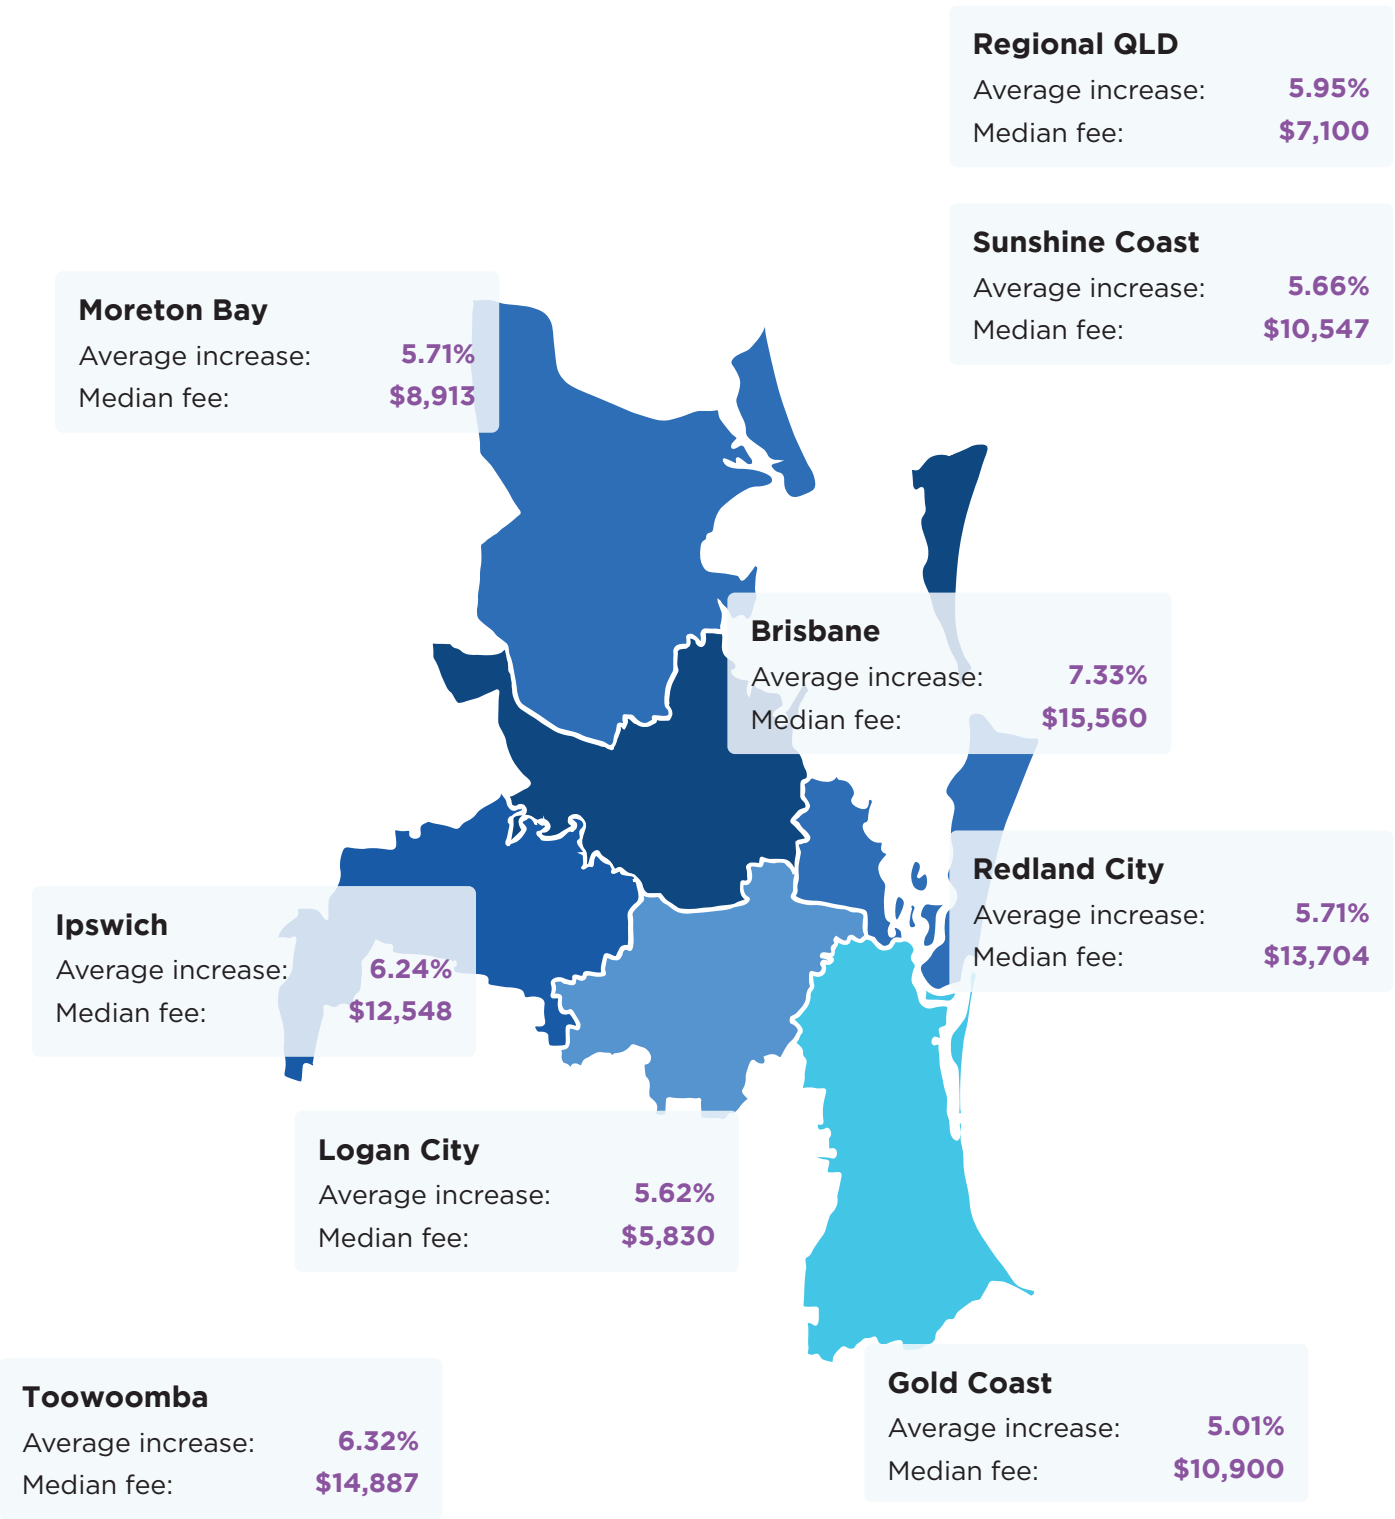 Regional QLD
Average increase: 5.95%
Median fee: $7,100
Sunshine Coast
Average increase: 5.66%
Median fee: $10,547
Moreton Bay
Average increase: 5.71%
Median fee: $8,913
Brisbane
Average increase: 7.33%
Median fee: $15,560
Redland City
Average increase: 5.71%
Median fee: $13,704
Ipswich
Average increase: 6.24%
Median fee: $12,548
Logan City
Average increase: 5.62%
Median fee: $5,830
Gold Coast
Average increase: 5.01%
Median fee: $10,900
Toowoomba
Average increase: 6.32%
Median fee: $14,887